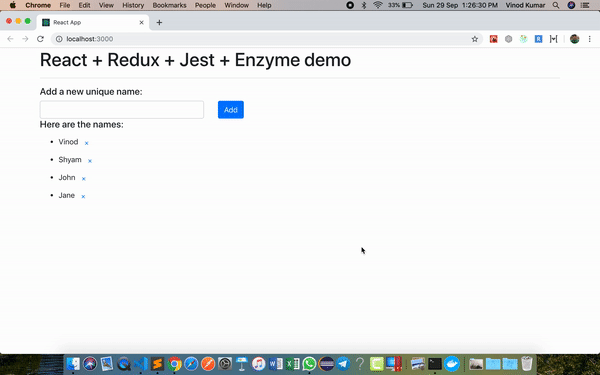 Chrome File Edit View History Bookmarks People Window Help 33% Sun 29 Sep 1:26:30 PM Vinod Kumar
React App
localhost:3000
React + Redux + Jest + Enzyme demo
Add a new unique name:
Add
Here are the names:
• Vinod ×
• Shyam ×
• John ×
• Jane ×